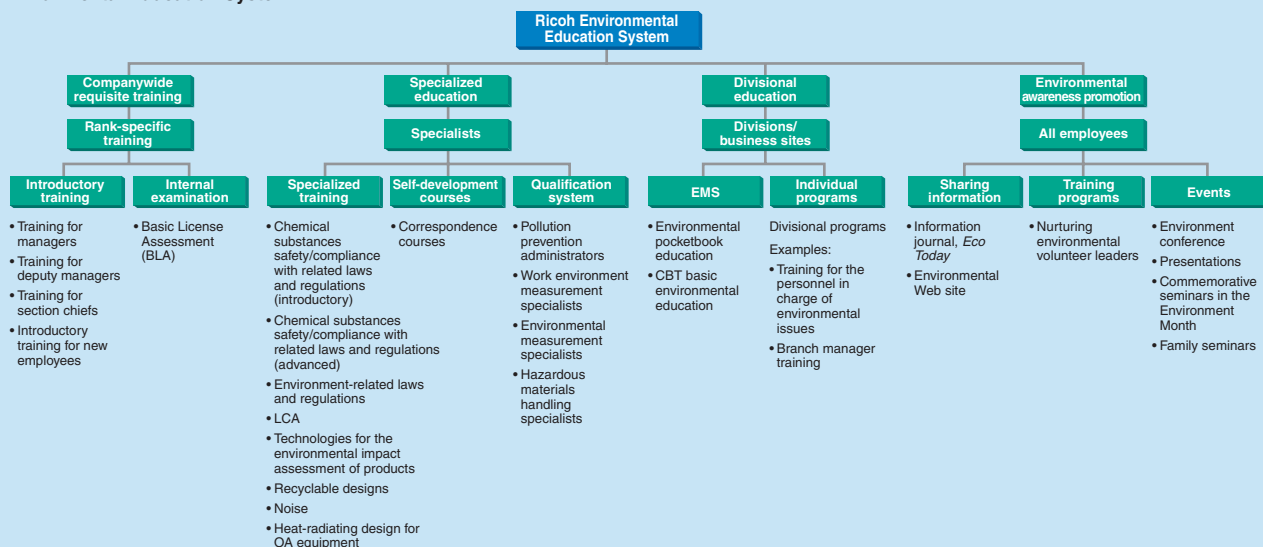 Ricoh Environmental
Education System
Companywide
requisite training
Specialized
education
Divisional
education
Environmental
awareness promotion
Rank-specific
training
Specialists
Divisions/
business sites
All employees
Introductory
training
Internal
examination
Specialized
training
Self-development
courses
Qualification
system
EMS
Individual
programs
Sharing
information
Training
programs
Events
• Training for
managers
• Training for
deputy managers
• Training for
section chiefs
• Introductory
training for new
employees
• Basic License
Assessment
(BLA)
• Chemical
substances
safety/compliance
with related laws
and regulations
(introductory)
• Chemical substances
safety/compliance with
related laws and regulations
(advanced)
• Environment-related laws
and regulations
• LCA
• Technologies for the
environmental impact
assessment of products
• Recyclable designs
• Noise
• Heat-radiating design for
OA equipment
• Correspondence
courses
• Pollution
prevention
administrators
• Work environment
measurement
specialists
• Environmental
measurement
specialists
• Hazardous
materials
handling
specialists
• Environmental
pocketbook
education
• CBT basic
environmental
education
Divisional programs
Examples:
• Training for the
personnel in
charge of
environmental
issues
• Branch manager
training
• Information
journal, Eco
Today
• Environmental
Web site
• Nurturing
environmental
volunteer leaders
• Environment
conference
• Presentations
• Commemorative
seminars in the
Environment
Month
• Family seminars